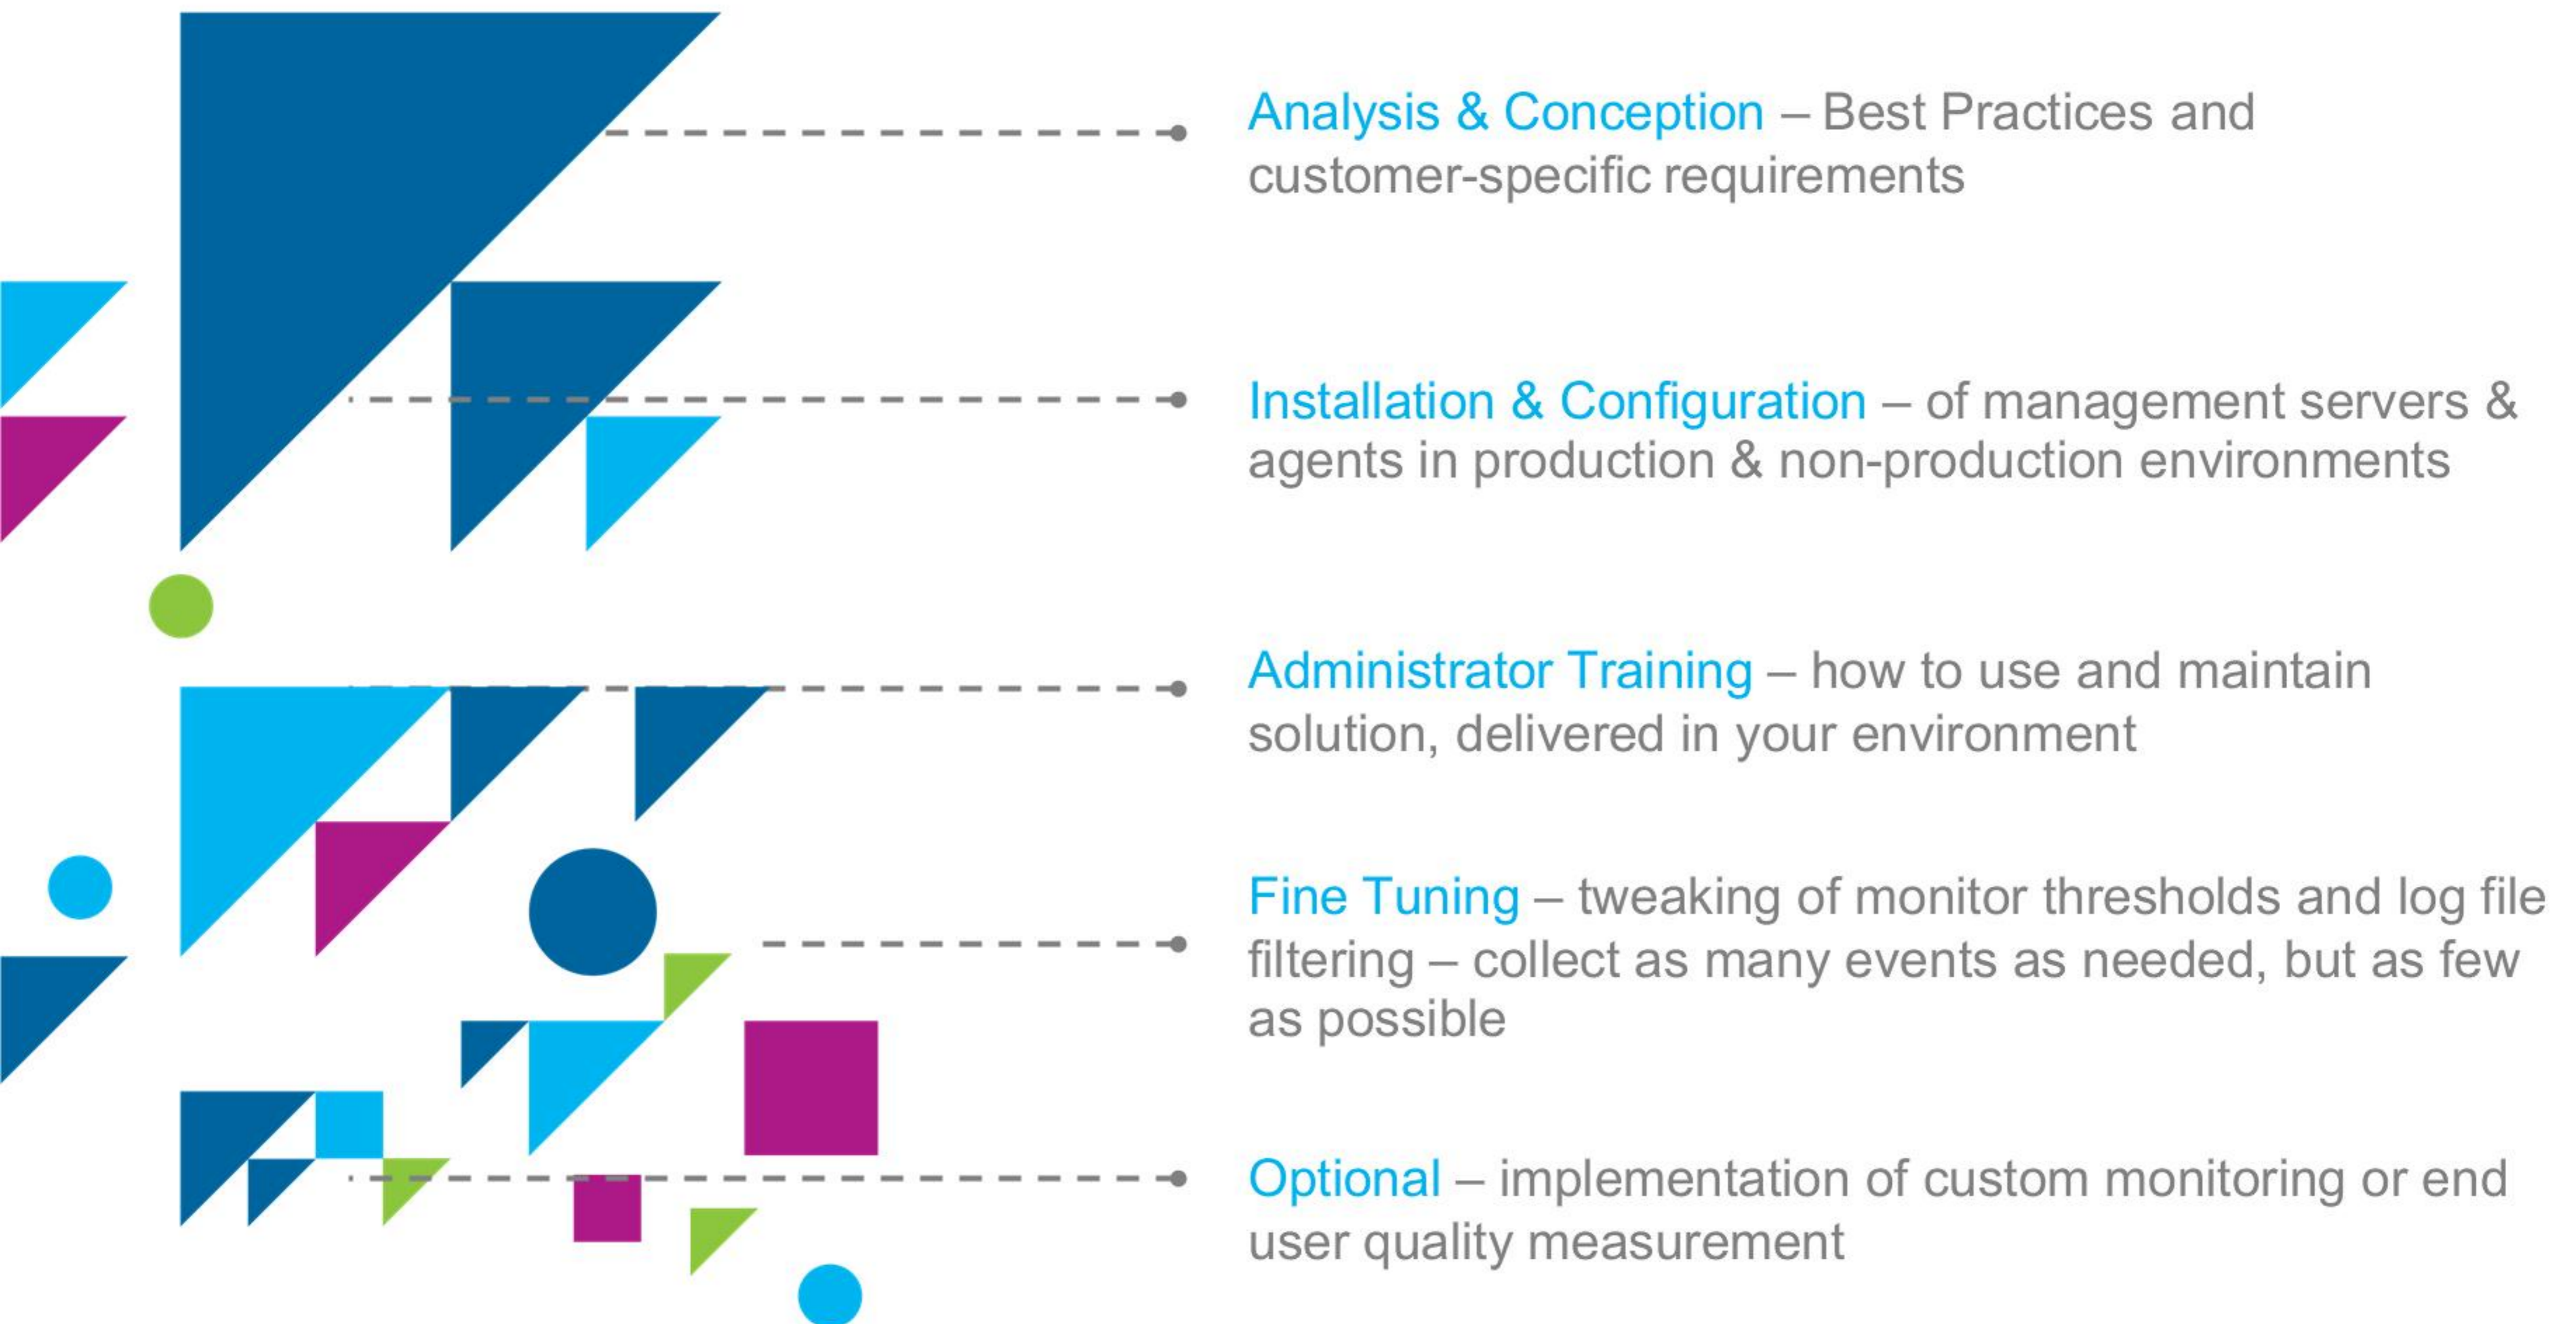 Analysis & Conception – Best Practices and
customer-specific requirements
Installation & Configuration – of management servers &
agents in production & non-production environments
Administrator Training – how to use and maintain
solution, delivered in your environment
Fine Tuning – tweaking of monitor thresholds and log file
filtering – collect as many events as needed, but as few
as possible
Optional – implementation of custom monitoring or end
user quality measurement